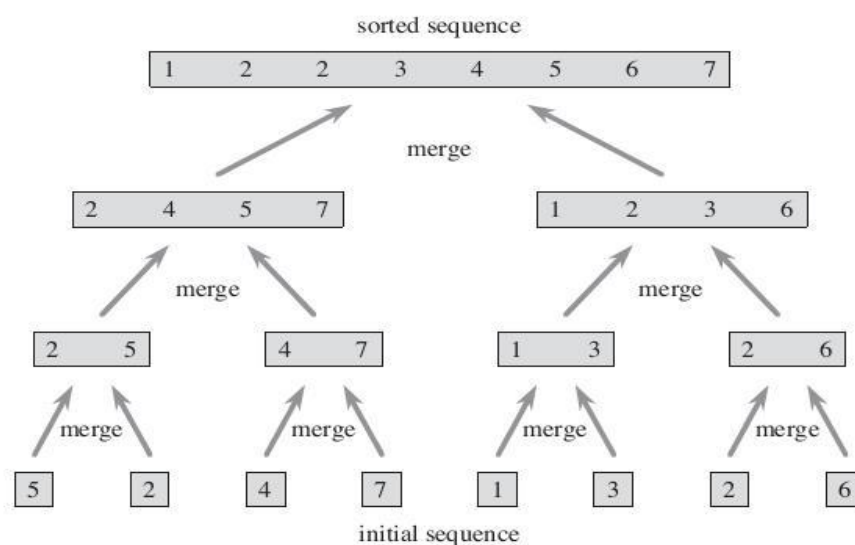 sorted sequence
1 2 2 3 4 5 6 7
merge
2 4 5 7
1 2 3 6
merge
merge
2 5
4 7
1 3
2 6
merge
merge
merge
merge
5
2
4
7
1
3
2
6
initial sequence